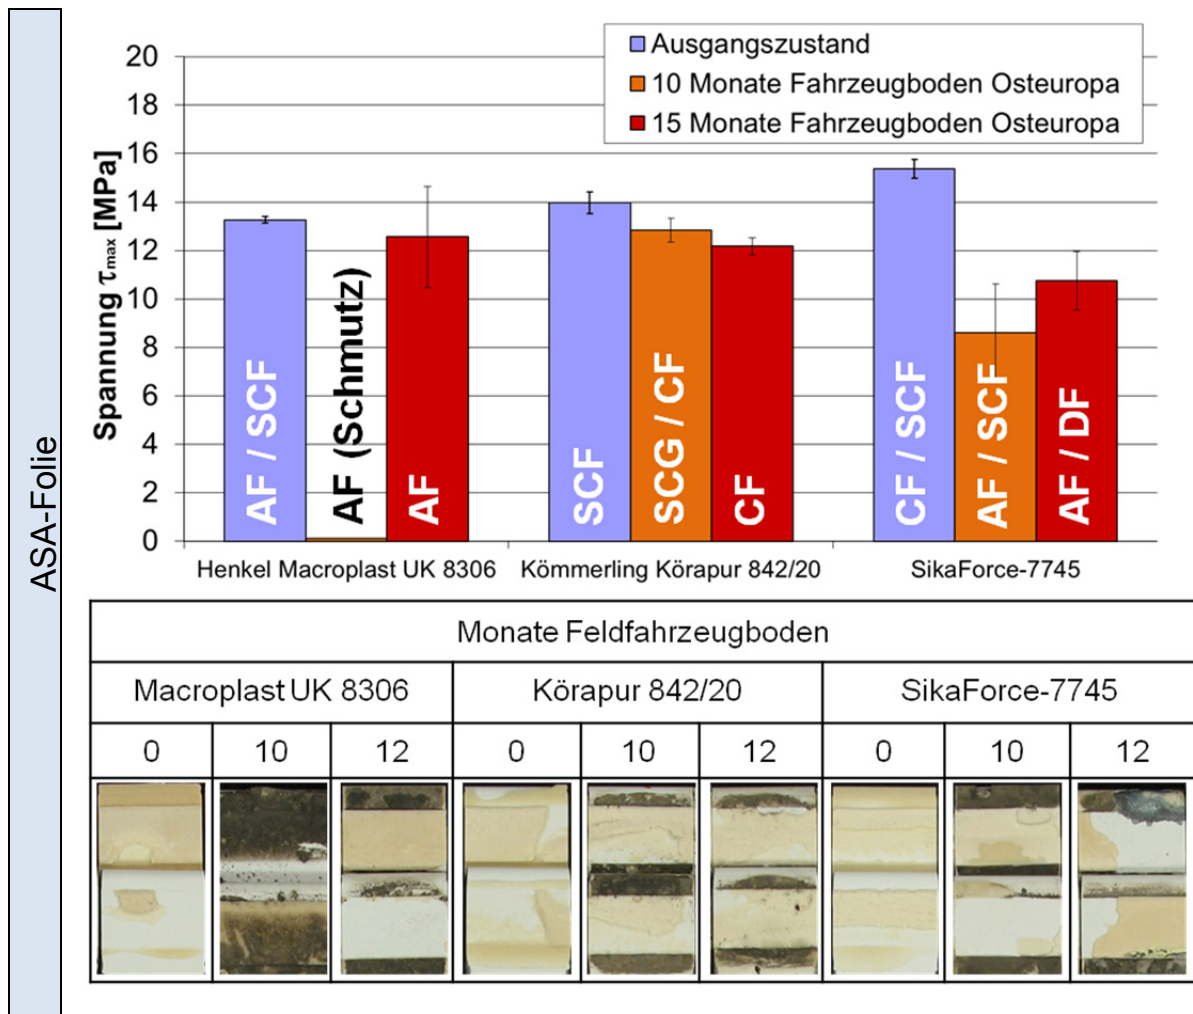 ASA-Folie
Ausgangszustand
10 Monate Fahrzeugboden Osteuropa
15 Monate Fahrzeugboden Osteuropa
Spannung τmax [MPa]
20
18
16
14
12
10
8
6
4
2
0
AF / SCF
AF (Schmutz)
AF
SCF
SCG / CF
CF
CF / SCF
AF / SCF
AF / DF
Henkel Macroplast UK 8306 Kömmerling Körapur 842/20 SikaForce-7745
Monate Feldfahrzeugboden
Macroplast UK 8306 Körapur 842/20 SikaForce-7745
0 10 12 0 10 12 0 10 12